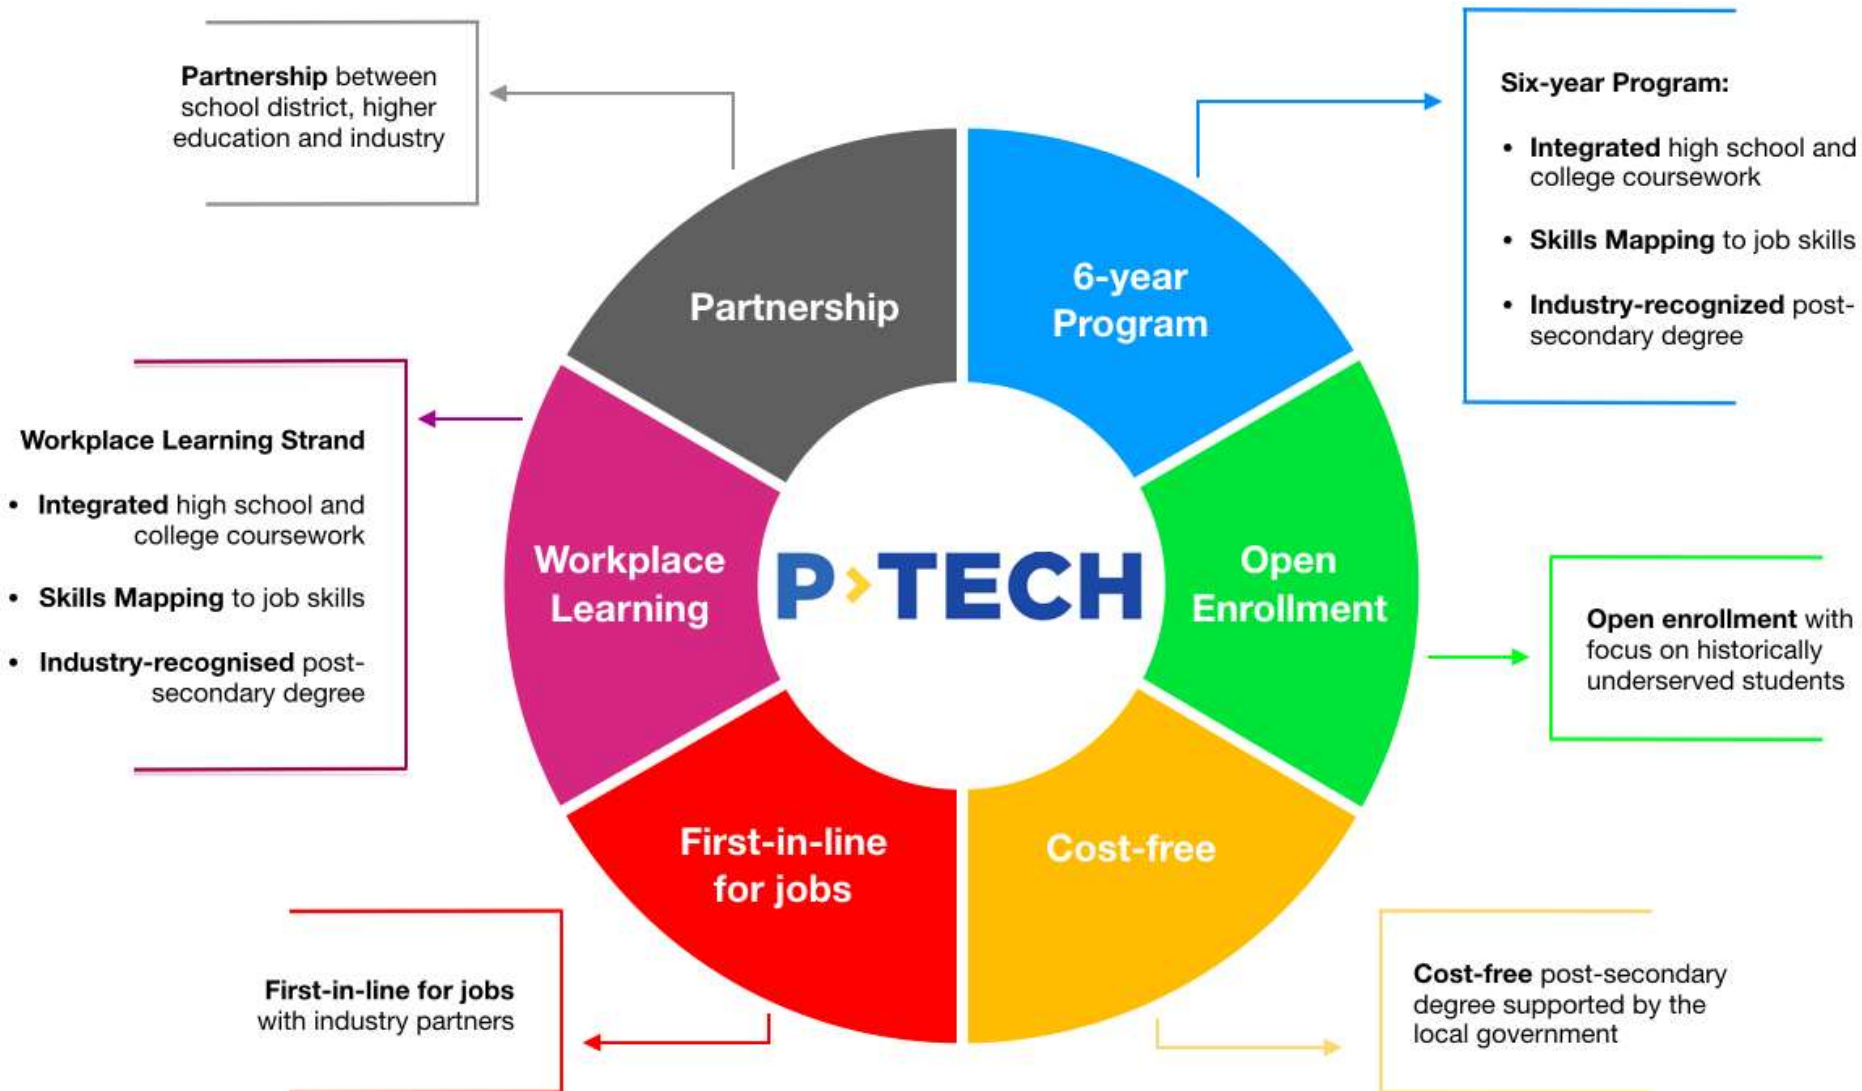 Partnership between
school district, higher
education and industry
Six-year Program:
• Integrated high school and
college coursework
• Skills Mapping to job skills
• Industry-recognized post-
secondary degree
Partnership
6-year
Program
Workplace Learning Strand
• Integrated high school and
college coursework
• Skills Mapping to job skills
• Industry-recognised post-
secondary degree
Workplace
Learning
P>TECH
Open
Enrollment
Open enrollment with
focus on historically
underserved students
First-in-line
for jobs
Cost-free
First-in-line for jobs
with industry partners
Cost-free post-secondary
degree supported by the
local government